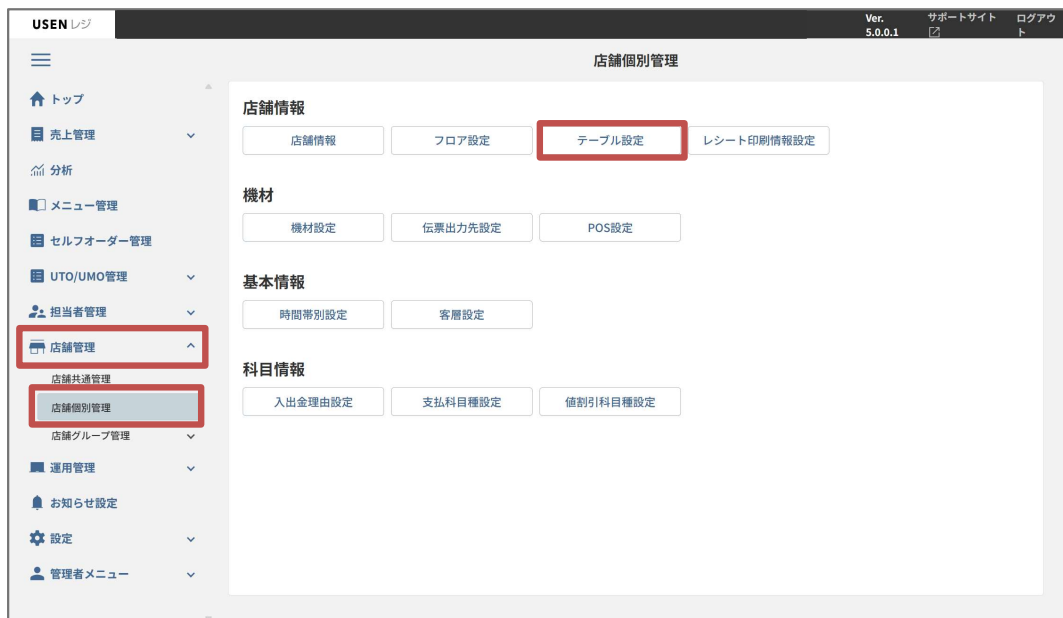 USEN レジ
Ver. 5.0.0.1
サポートサイト
ログアウト
店舗個別管理
トップ
売上管理
分析
メニュー管理
セルフオーダー管理
UTO/UMO管理
担当者管理
店舗管理
店舗共通管理
店舗個別管理
店舗グループ管理
運用管理
お知らせ設定
設定
管理者メニュー
店舗情報
店舗情報 フロア設定 テーブル設定 レシート印刷情報設定
機材
機材設定 伝票出力先設定 POS設定
基本情報
時間帯別設定 客層設定
科目情報
入出金理由設定 支払科目種設定 値割引科目種設定